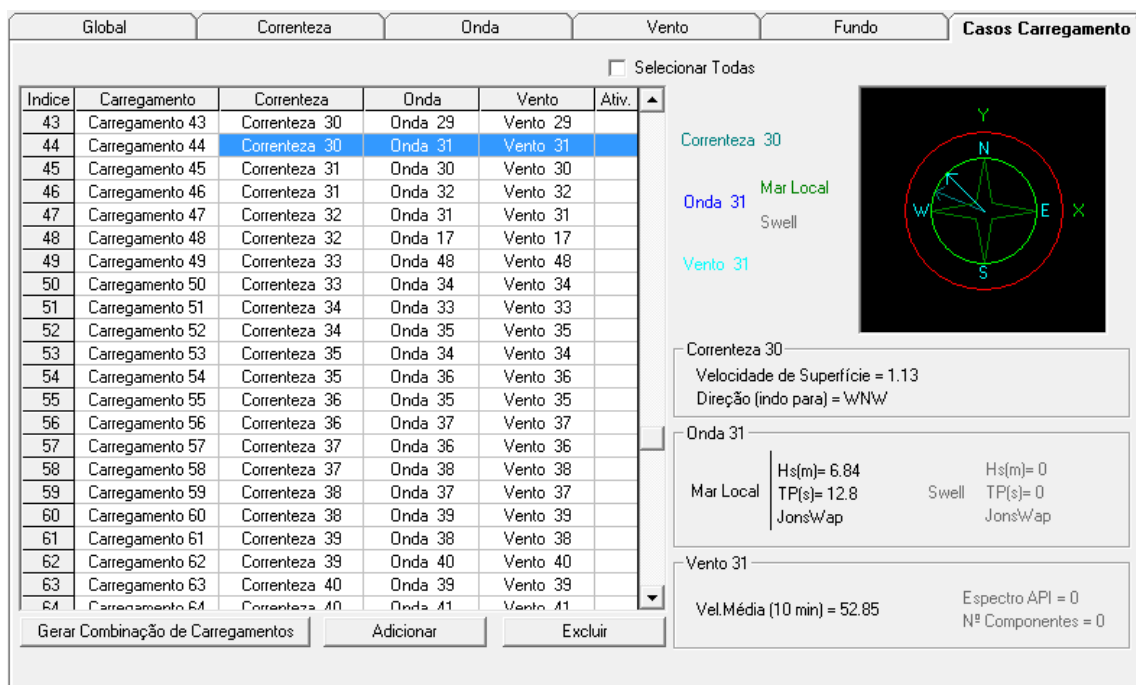 Global Correnteza Onda Vento Fundo Casos Carregamento
Selecionar Todas
Indice Carregamento Correnteza Onda Vento Ativ.
43 Carregamento 43 Correnteza 30 Onda 29 Vento 29
44 Carregamento 44 Correnteza 30 Onda 31 Vento 31
45 Carregamento 45 Correnteza 31 Onda 30 Vento 30
46 Carregamento 46 Correnteza 31 Onda 32 Vento 32
47 Carregamento 47 Correnteza 32 Onda 31 Vento 31
48 Carregamento 48 Correnteza 32 Onda 17 Vento 17
49 Carregamento 49 Correnteza 33 Onda 48 Vento 48
50 Carregamento 50 Correnteza 33 Onda 34 Vento 34
51 Carregamento 51 Correnteza 34 Onda 33 Vento 33
52 Carregamento 52 Correnteza 34 Onda 35 Vento 35
53 Carregamento 53 Correnteza 35 Onda 34 Vento 34
54 Carregamento 54 Correnteza 35 Onda 36 Vento 36
55 Carregamento 55 Correnteza 36 Onda 35 Vento 35
56 Carregamento 56 Correnteza 36 Onda 37 Vento 37
57 Carregamento 57 Correnteza 37 Onda 36 Vento 36
58 Carregamento 58 Correnteza 37 Onda 38 Vento 38
59 Carregamento 59 Correnteza 38 Onda 37 Vento 37
60 Carregamento 60 Correnteza 38 Onda 39 Vento 39
61 Carregamento 61 Correnteza 39 Onda 38 Vento 38
62 Carregamento 62 Correnteza 39 Onda 40 Vento 40
63 Carregamento 63 Correnteza 40 Onda 39 Vento 39
64 Carregamento 64 Correnteza 40 Onda 41 Vento 41
Gerar Combinação de Carregamentos Adicionar Excluir
Correnteza 30
Onda 31
Mar Local
Swell
Vento 31
Y
N
W E X
S
Correnteza 30
Velocidade de Superfície = 1.13
Direção (indo para) = WNW
Onda 31
Mar Local
Hs(m)= 6.84
TP(s)= 12.8
JonsWap
Swell
Hs(m)= 0
TP(s)= 0
JonsWap
Vento 31
Vel.Média (10 min) = 52.85
Espectro API = 0
Nº Componentes = 0